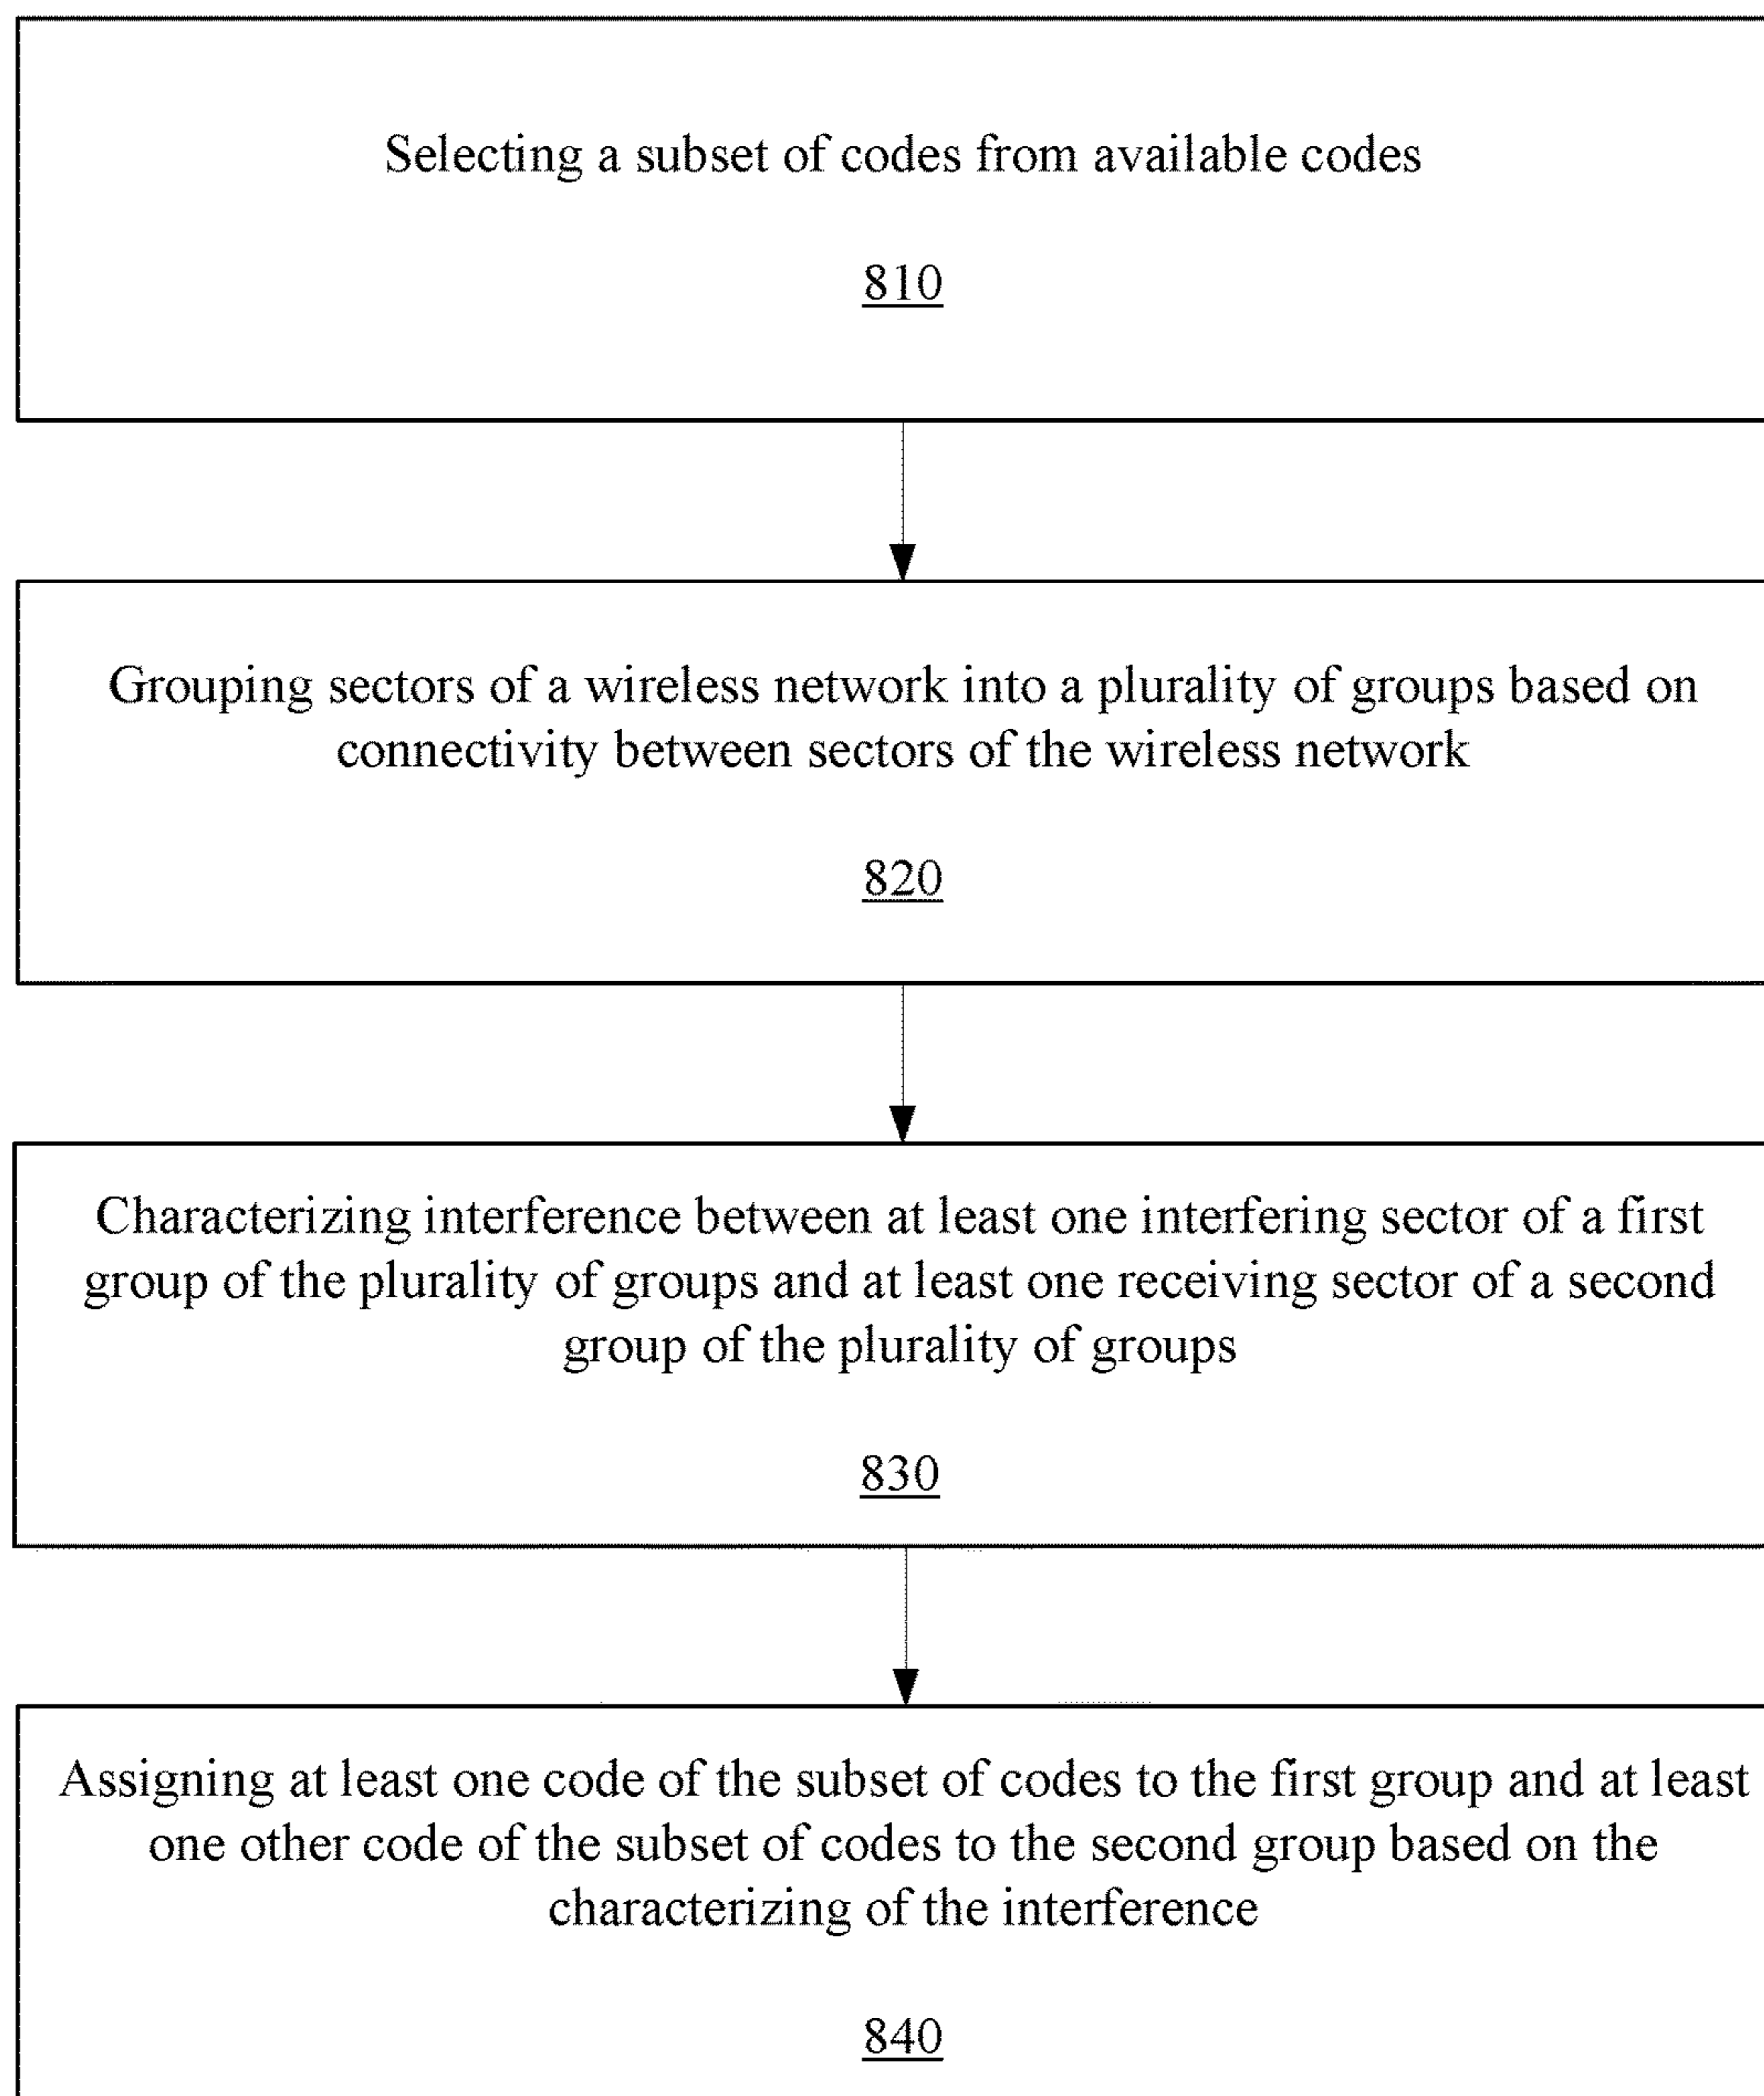 Selecting a subset of codes from available codes
810
Grouping sectors of a wireless network into a plurality of groups based on
connectivity between sectors of the wireless network
820
Characterizing interference between at least one interfering sector of a first
group of the plurality of groups and at least one receiving sector of a second
group of the plurality of groups
830
Assigning at least one code of the subset of codes to the first group and at least
one other code of the subset of codes to the second group based on the
characterizing of the interference
840